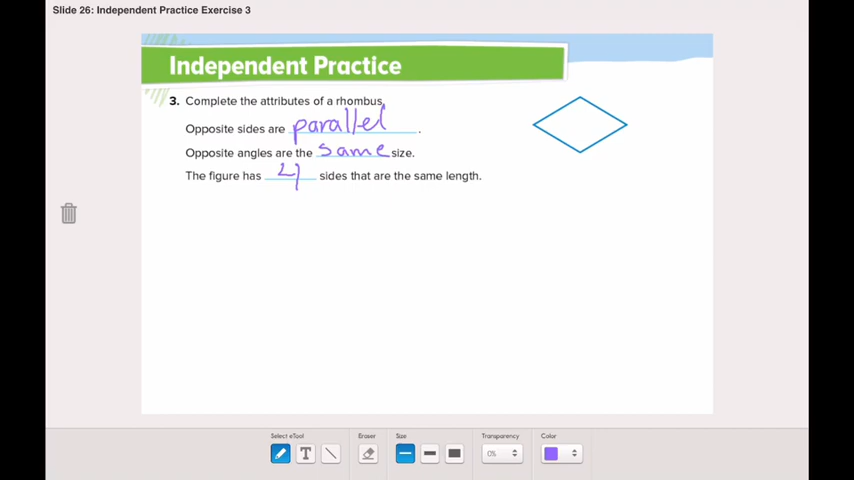 Slide 26: Independent Practice Exercise 3
Independent Practice
3. Complete the attributes of a rhombus.
Opposite sides are parallel.
Opposite angles are the same size.
The figure has 4 sides that are the same length.
Select eTool Eraser Size Transparency Color
T 0%